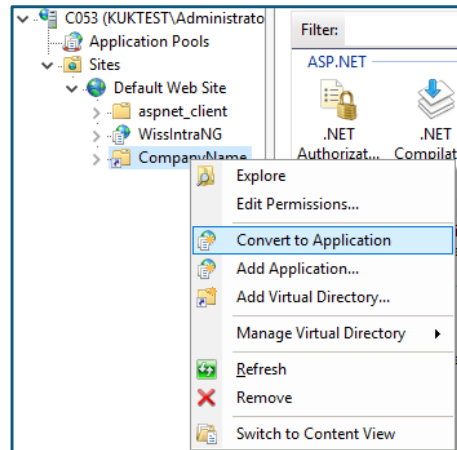 C053 (KUKTEST\Administrato
Application Pools
Sites
Default Web Site
aspnet_client
WissIntraNG
CompanyName
Filter:
ASP.NET
.NET
Authorizat...
.NET
Compilat
Explore
Edit Permissions...
Convert to Application
Add Application...
Add Virtual Directory...
Manage Virtual Directory
Refresh
Remove
Switch to Content View